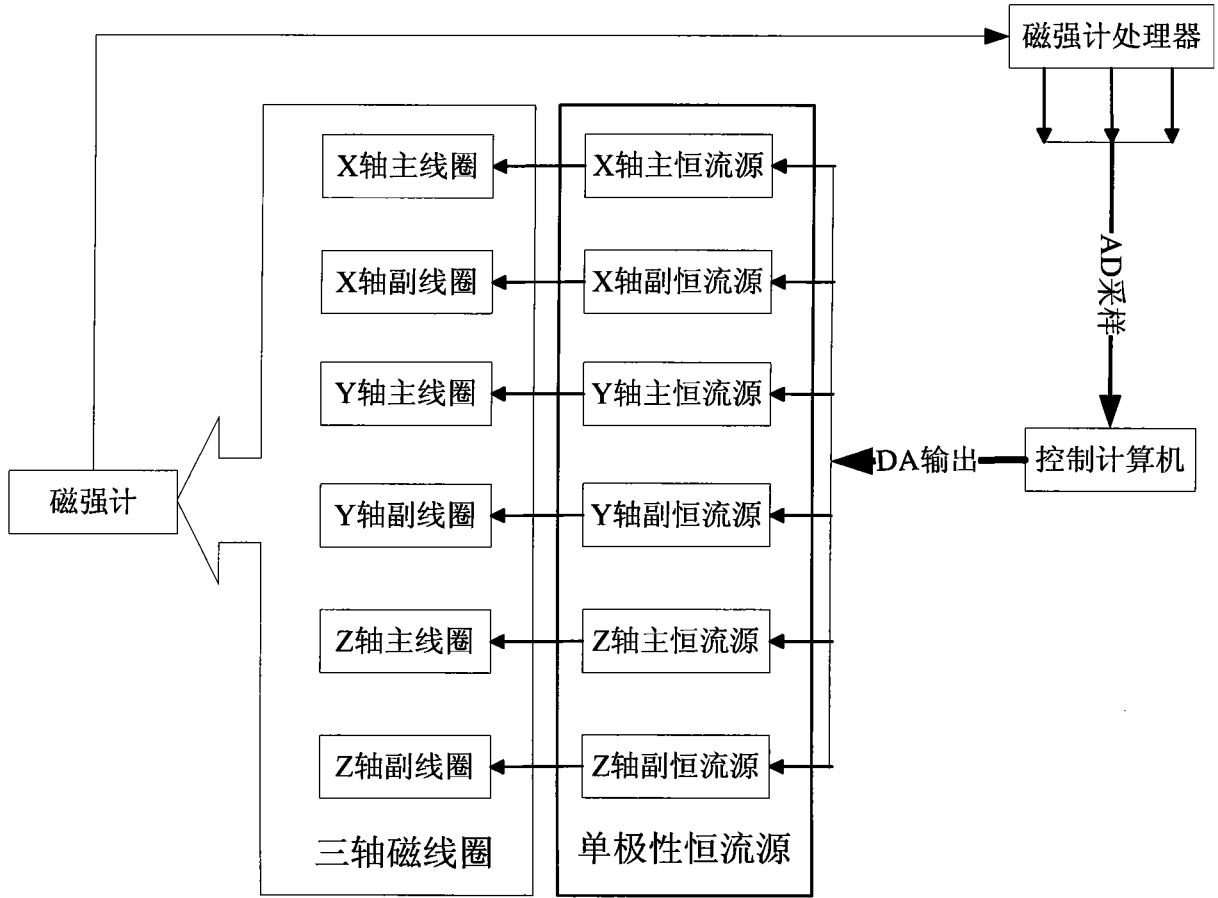 磁强计处理器
X轴主线圈
X轴主恒流源
X轴副线圈
X轴副恒流源
AD采样
Y轴主线圈
Y轴主恒流源
DA输出
控制计算机
磁强计
Y轴副线圈
Y轴副恒流源
Z轴主线圈
Z轴主恒流源
Z轴副线圈
Z轴副恒流源
三轴磁线圈
单极性恒流源